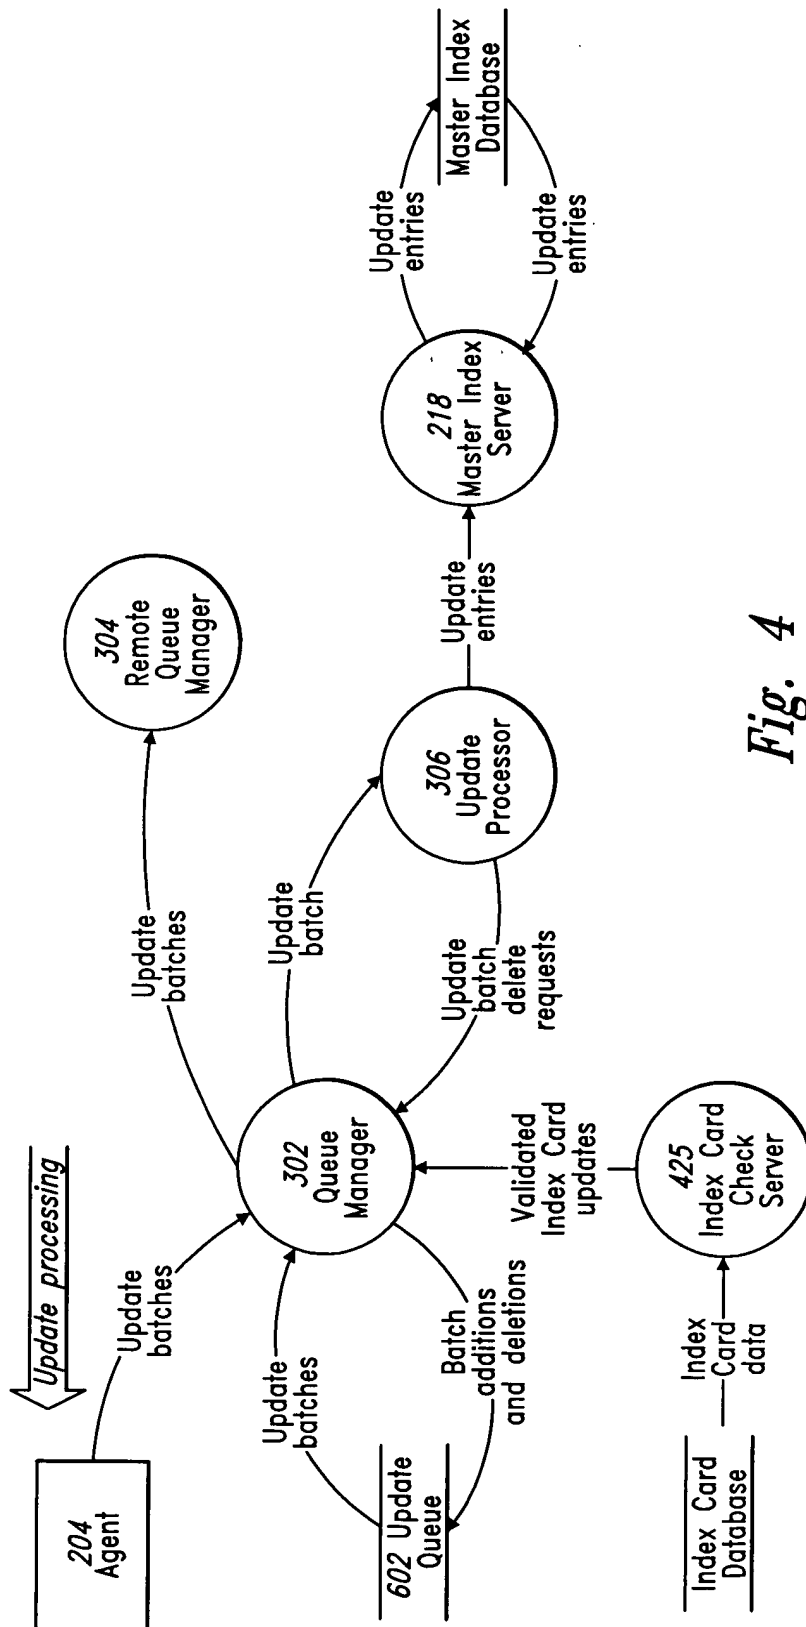 Update processing
204
Agent
Update
batches
302
Queue
Manager
Update
batches
304
Remote
Queue
Manager
Update
batches
602 Update
Queue
Batch
additions
and deletions
Update
batch
306
Update
Processor
Update
batch
delete
requests
Update
entries
218
Master Index
Server
Update
entries
Master Index
Database
Update
entries
Validated
Index Card
updates
425
Index Card
Check
Server
Index
Card
data
Index Card
Database
Fig. 4